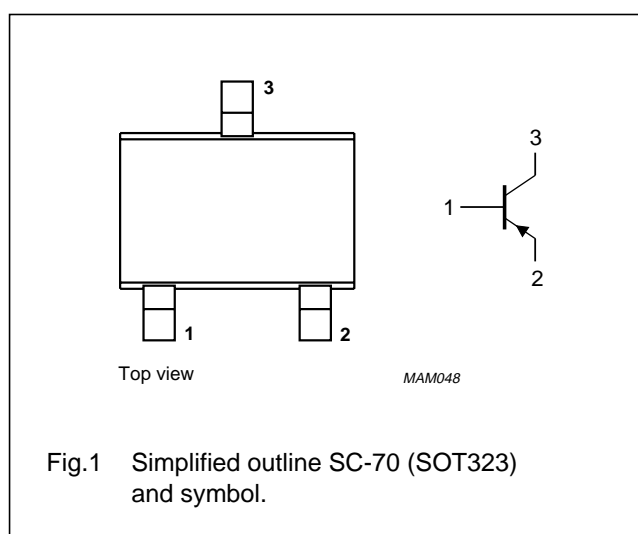 3
3
1
2
1
2
Top view
MAM048
Fig.1 Simplified outline SC-70 (SOT323)
and symbol.